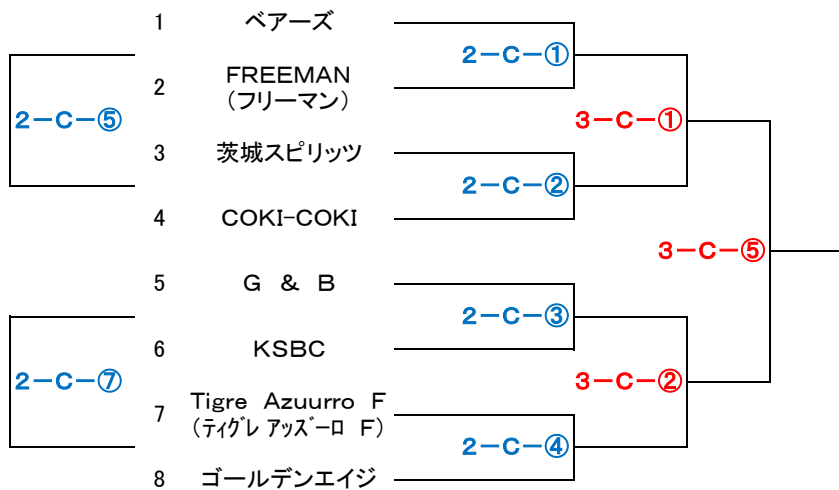 1 ベアーズ
2－C－①
2 FREEMAN
（フリーマン）
2－C－⑤
3－C－①
3 茨城スピリッツ
2－C－②
4 COKI-COKI
3－C－⑤
5 G ＆ B
2－C－③
6 KSBC
2－C－⑦
3－C－②
7 Tigre Azuurro F
（ﾃｨｸﾞﾚ ｱｯｽﾞｰﾛ F）
2－C－④
8 ゴールデンエイジ